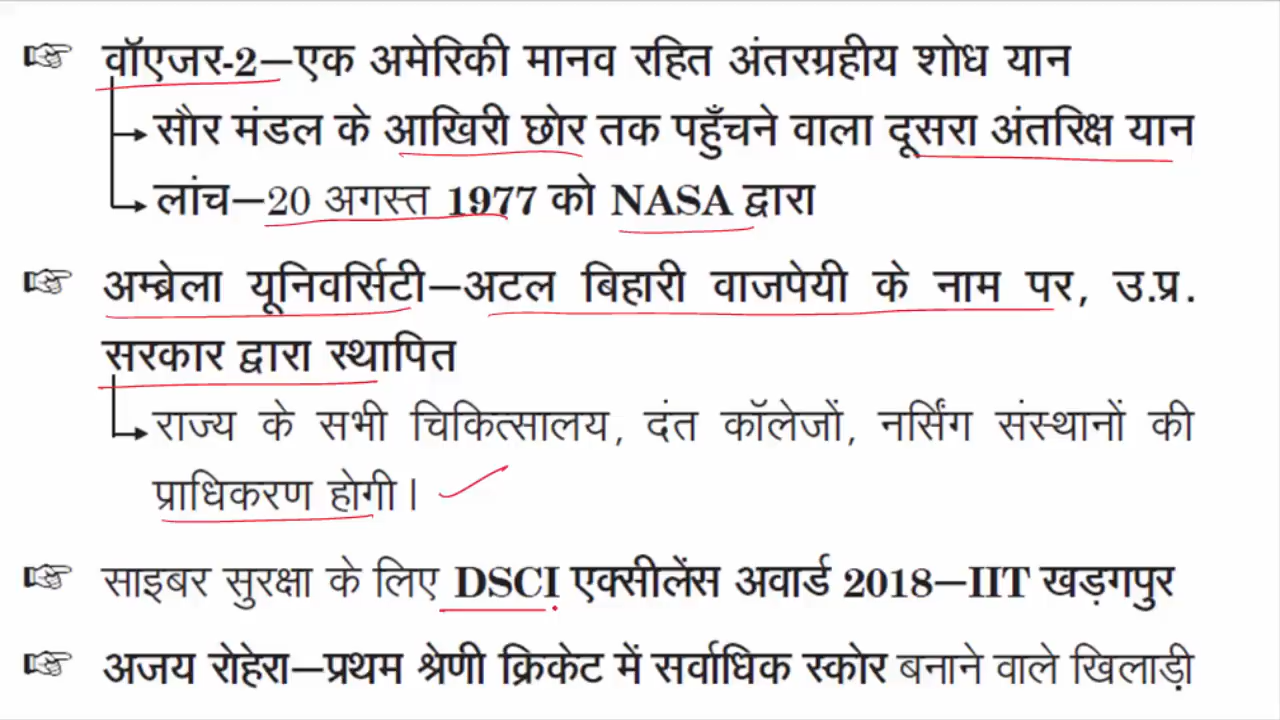 वॉएजर-2—एक अमेरिकी मानव रहित अंतरग्रहीय शोध यान
सौर मंडल के आखिरी छोर तक पहुँचने वाला दूसरा अंतरिक्ष यान
लांच—20 अगस्त 1977 को NASA द्वारा
अम्ब्रेला यूनिवर्सिटी—अटल बिहारी वाजपेयी के नाम पर, उ.प्र.
सरकार द्वारा स्थापित
राज्य के सभी चिकित्सालय, दंत कॉलेजों, नर्सिंग संस्थानों की
प्राधिकरण होगी।
साइबर सुरक्षा के लिए DSCI एक्सीलेंस अवार्ड 2018—IIT खड़गपुर
अजय रोहेरा—प्रथम श्रेणी क्रिकेट में सर्वाधिक स्कोर बनाने वाले खिलाड़ी